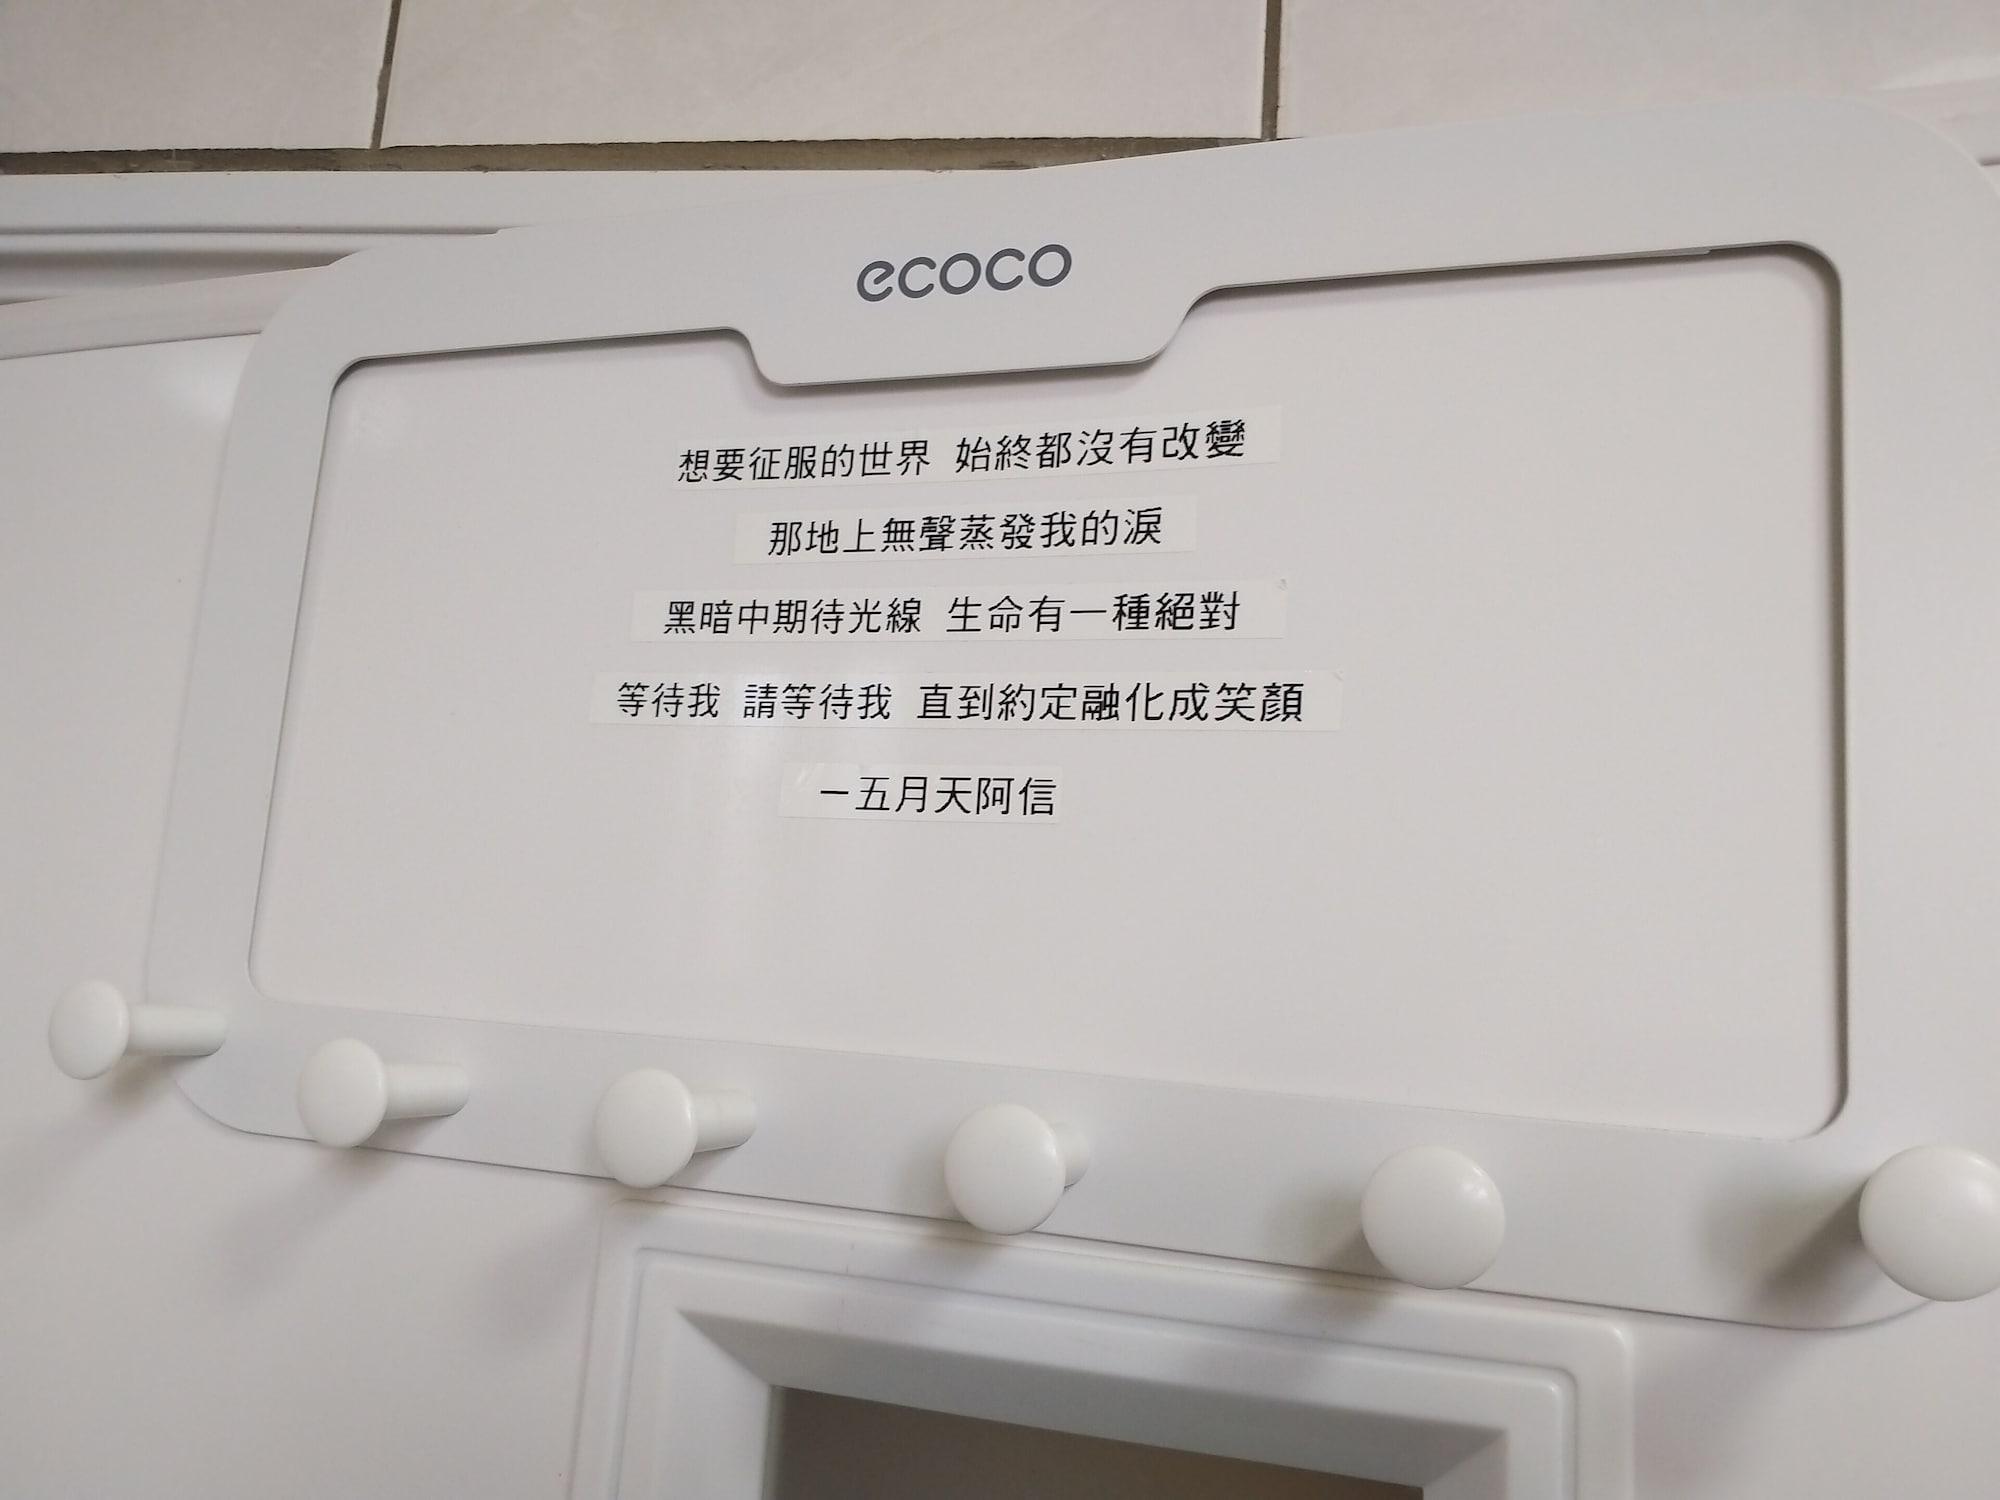 ecoco
想要征服的世界 始終都沒有改變
那地上無聲蒸發我的淚
黑暗中期待光線 生命有一種絕對
等待我 請等待我 直到約定融化成笑顏
－五月天阿信